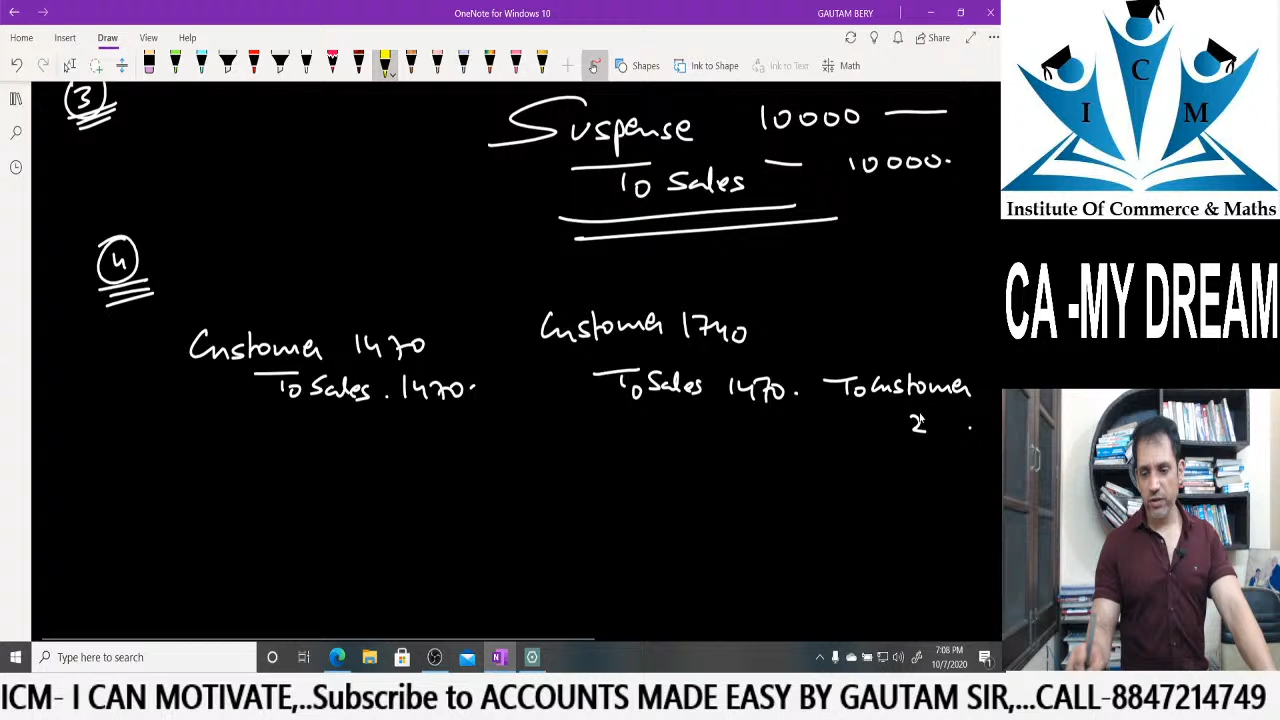 OneNote for Windows 10
GAUTAM BERY
Home Insert Draw View Help
Share
Shapes
Ink to Shape
Ink to Text
Math
3
Suspense 10000 —
To Sales — 10000.
4
Customer 1470
To Sales . 1470.
Customer 1740
To Sales 1470. To Customer
2 .
I C M
Institute Of Commerce & Maths
CA -MY DREAM
Type here to search
7:08 PM
10/7/2020
1
ICM- I CAN MOTIVATE,..Subscribe to ACCOUNTS MADE EASY BY GAUTAM SIR,...CALL-8847214749